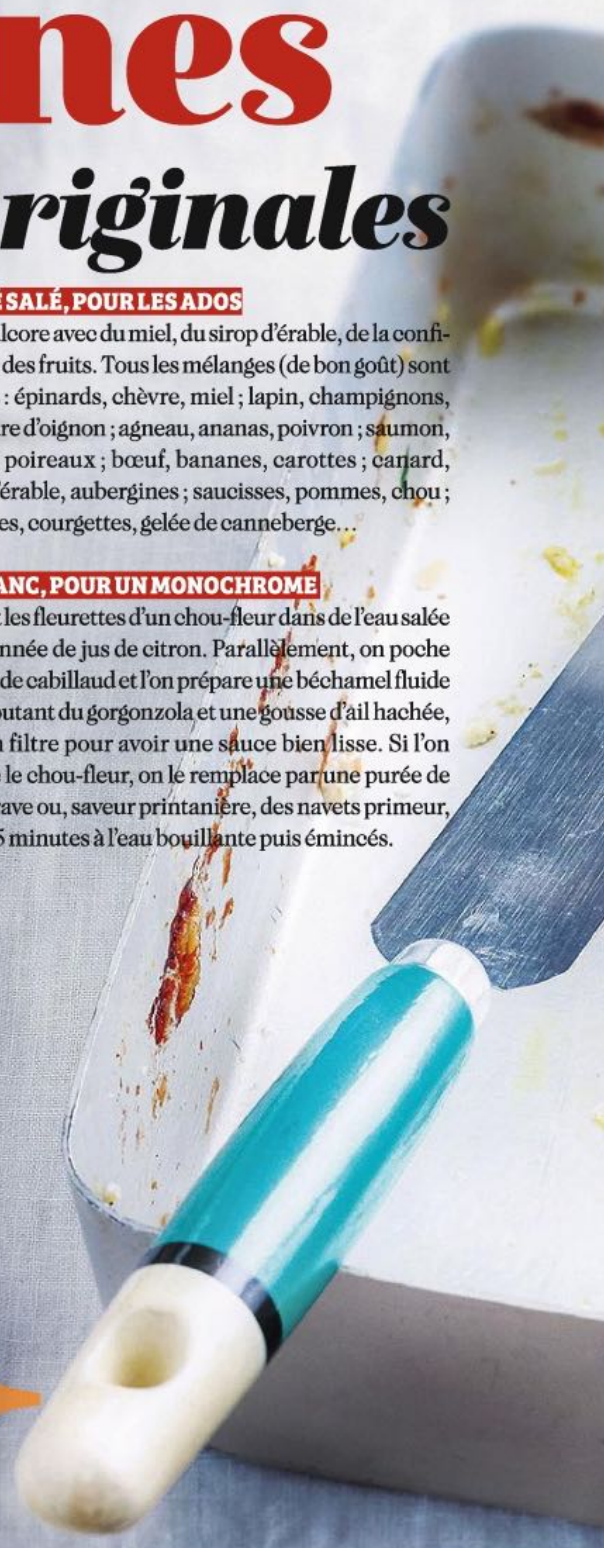 nes
riginales
SALÉ, POUR LES ADOS
lcore avec du miel, du sirop d'érable, de la confi-
des fruits. Tous les mélanges (de bon goût) sont
: épinards, chèvre, miel ; lapin, champignons,
re d'oignon ; agneau, ananas, poivron ; saumon,
poireaux ; bœuf, bananes, carottes ; canard,
érable, aubergines ; saucisses, pommes, chou ;
es, courgettes, gelée de canneberge…
ANC, POUR UN MONOCHROME
les fleurettes d'un chou-fleur dans de l'eau salée
nnée de jus de citron. Parallèlement, on poche
de cabillaud et l'on prépare une béchamel fluide
outant du gorgonzola et une gousse d'ail hachée,
filtre pour avoir une sauce bien lisse. Si l'on
le chou-fleur, on le remplace par une purée de
rave ou, saveur printanière, des navets primeur,
5 minutes à l'eau bouillante puis émincés.